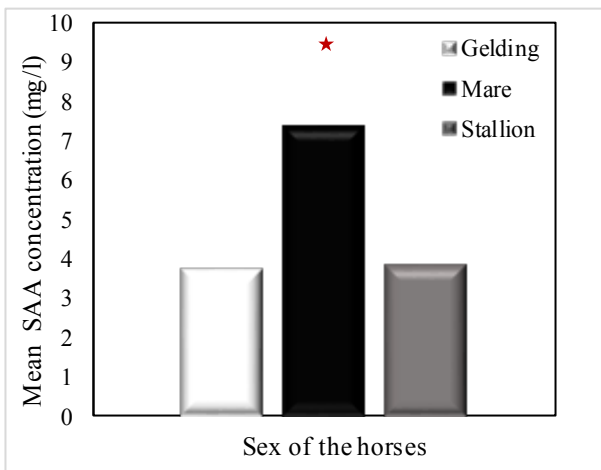 Mean SAA concentration (mg/l)
10
9
8
7
6
5
4
3
2
1
0
Gelding
Mare
Stallion
Sex of the horses